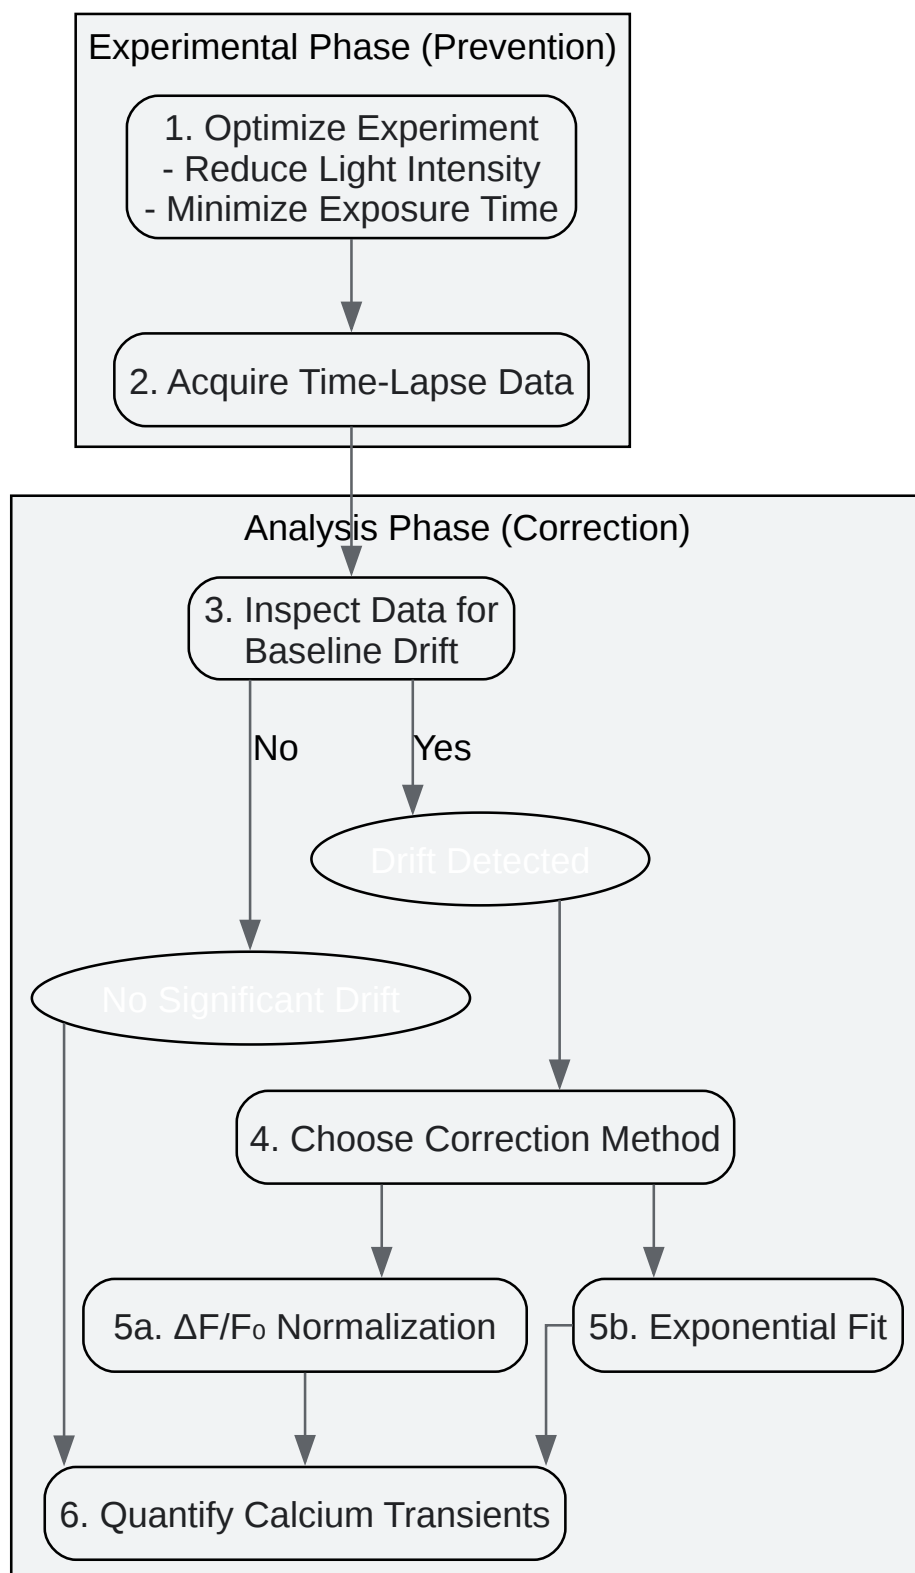 Experimental Phase (Prevention)
1. Optimize Experiment
- Reduce Light Intensity
- Minimize Exposure Time
2. Acquire Time-Lapse Data
Analysis Phase (Correction)
3. Inspect Data for
Baseline Drift
No
Yes
Drift Detected
No Significant Drift
4. Choose Correction Method
5a. ΔF/F₀ Normalization
5b. Exponential Fit
6. Quantify Calcium Transients